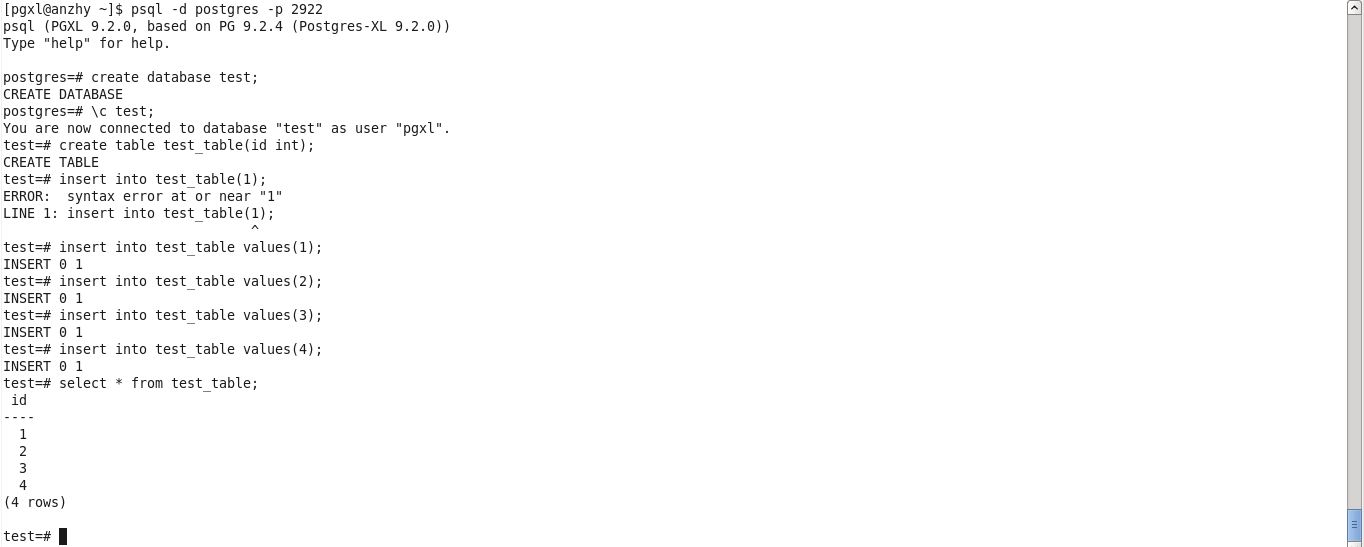 [pgxl@anzhy ~]$ psql -d postgres -p 2922
psql (PGXL 9.2.0, based on PG 9.2.4 (Postgres-XL 9.2.0))
Type "help" for help.

postgres=# create database test;
CREATE DATABASE
postgres=# \c test;
You are now connected to database "test" as user "pgxl".
test=# create table test_table(id int);
CREATE TABLE
test=# insert into test_table(1);
ERROR:  syntax error at or near "1"
LINE 1: insert into test_table(1);
                               ^
test=# insert into test_table values(1);
INSERT 0 1
test=# insert into test_table values(2);
INSERT 0 1
test=# insert into test_table values(3);
INSERT 0 1
test=# insert into test_table values(4);
INSERT 0 1
test=# select * from test_table;
 id
----
  1
  2
  3
  4
(4 rows)

test=#